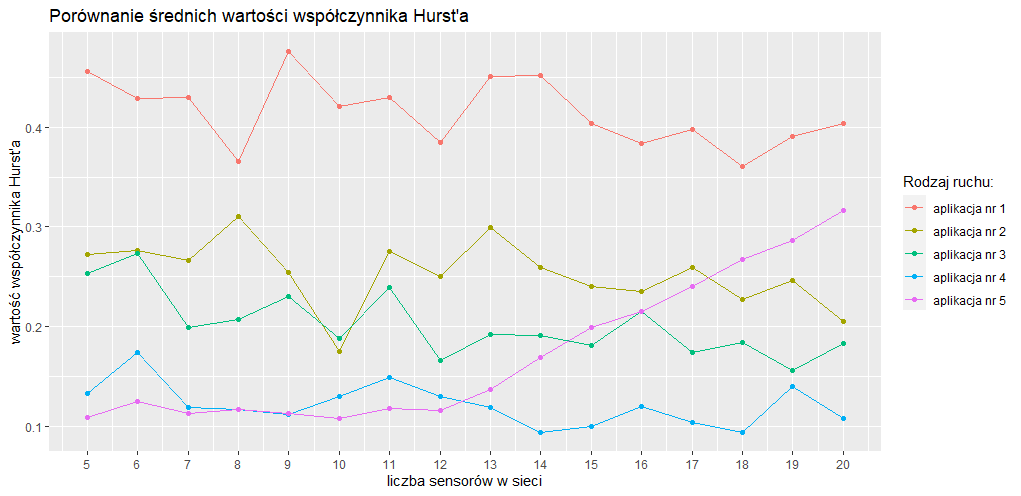 Porównanie średnich wartości współczynnika Hurst'a
wartość współczynnika Hurst'a
0.4
0.3
0.2
0.1
5 6 7 8 9 10 11 12 13 14 15 16 17 18 19 20
liczba sensorów w sieci
Rodzaj ruchu:
aplikacja nr 1
aplikacja nr 2
aplikacja nr 3
aplikacja nr 4
aplikacja nr 5